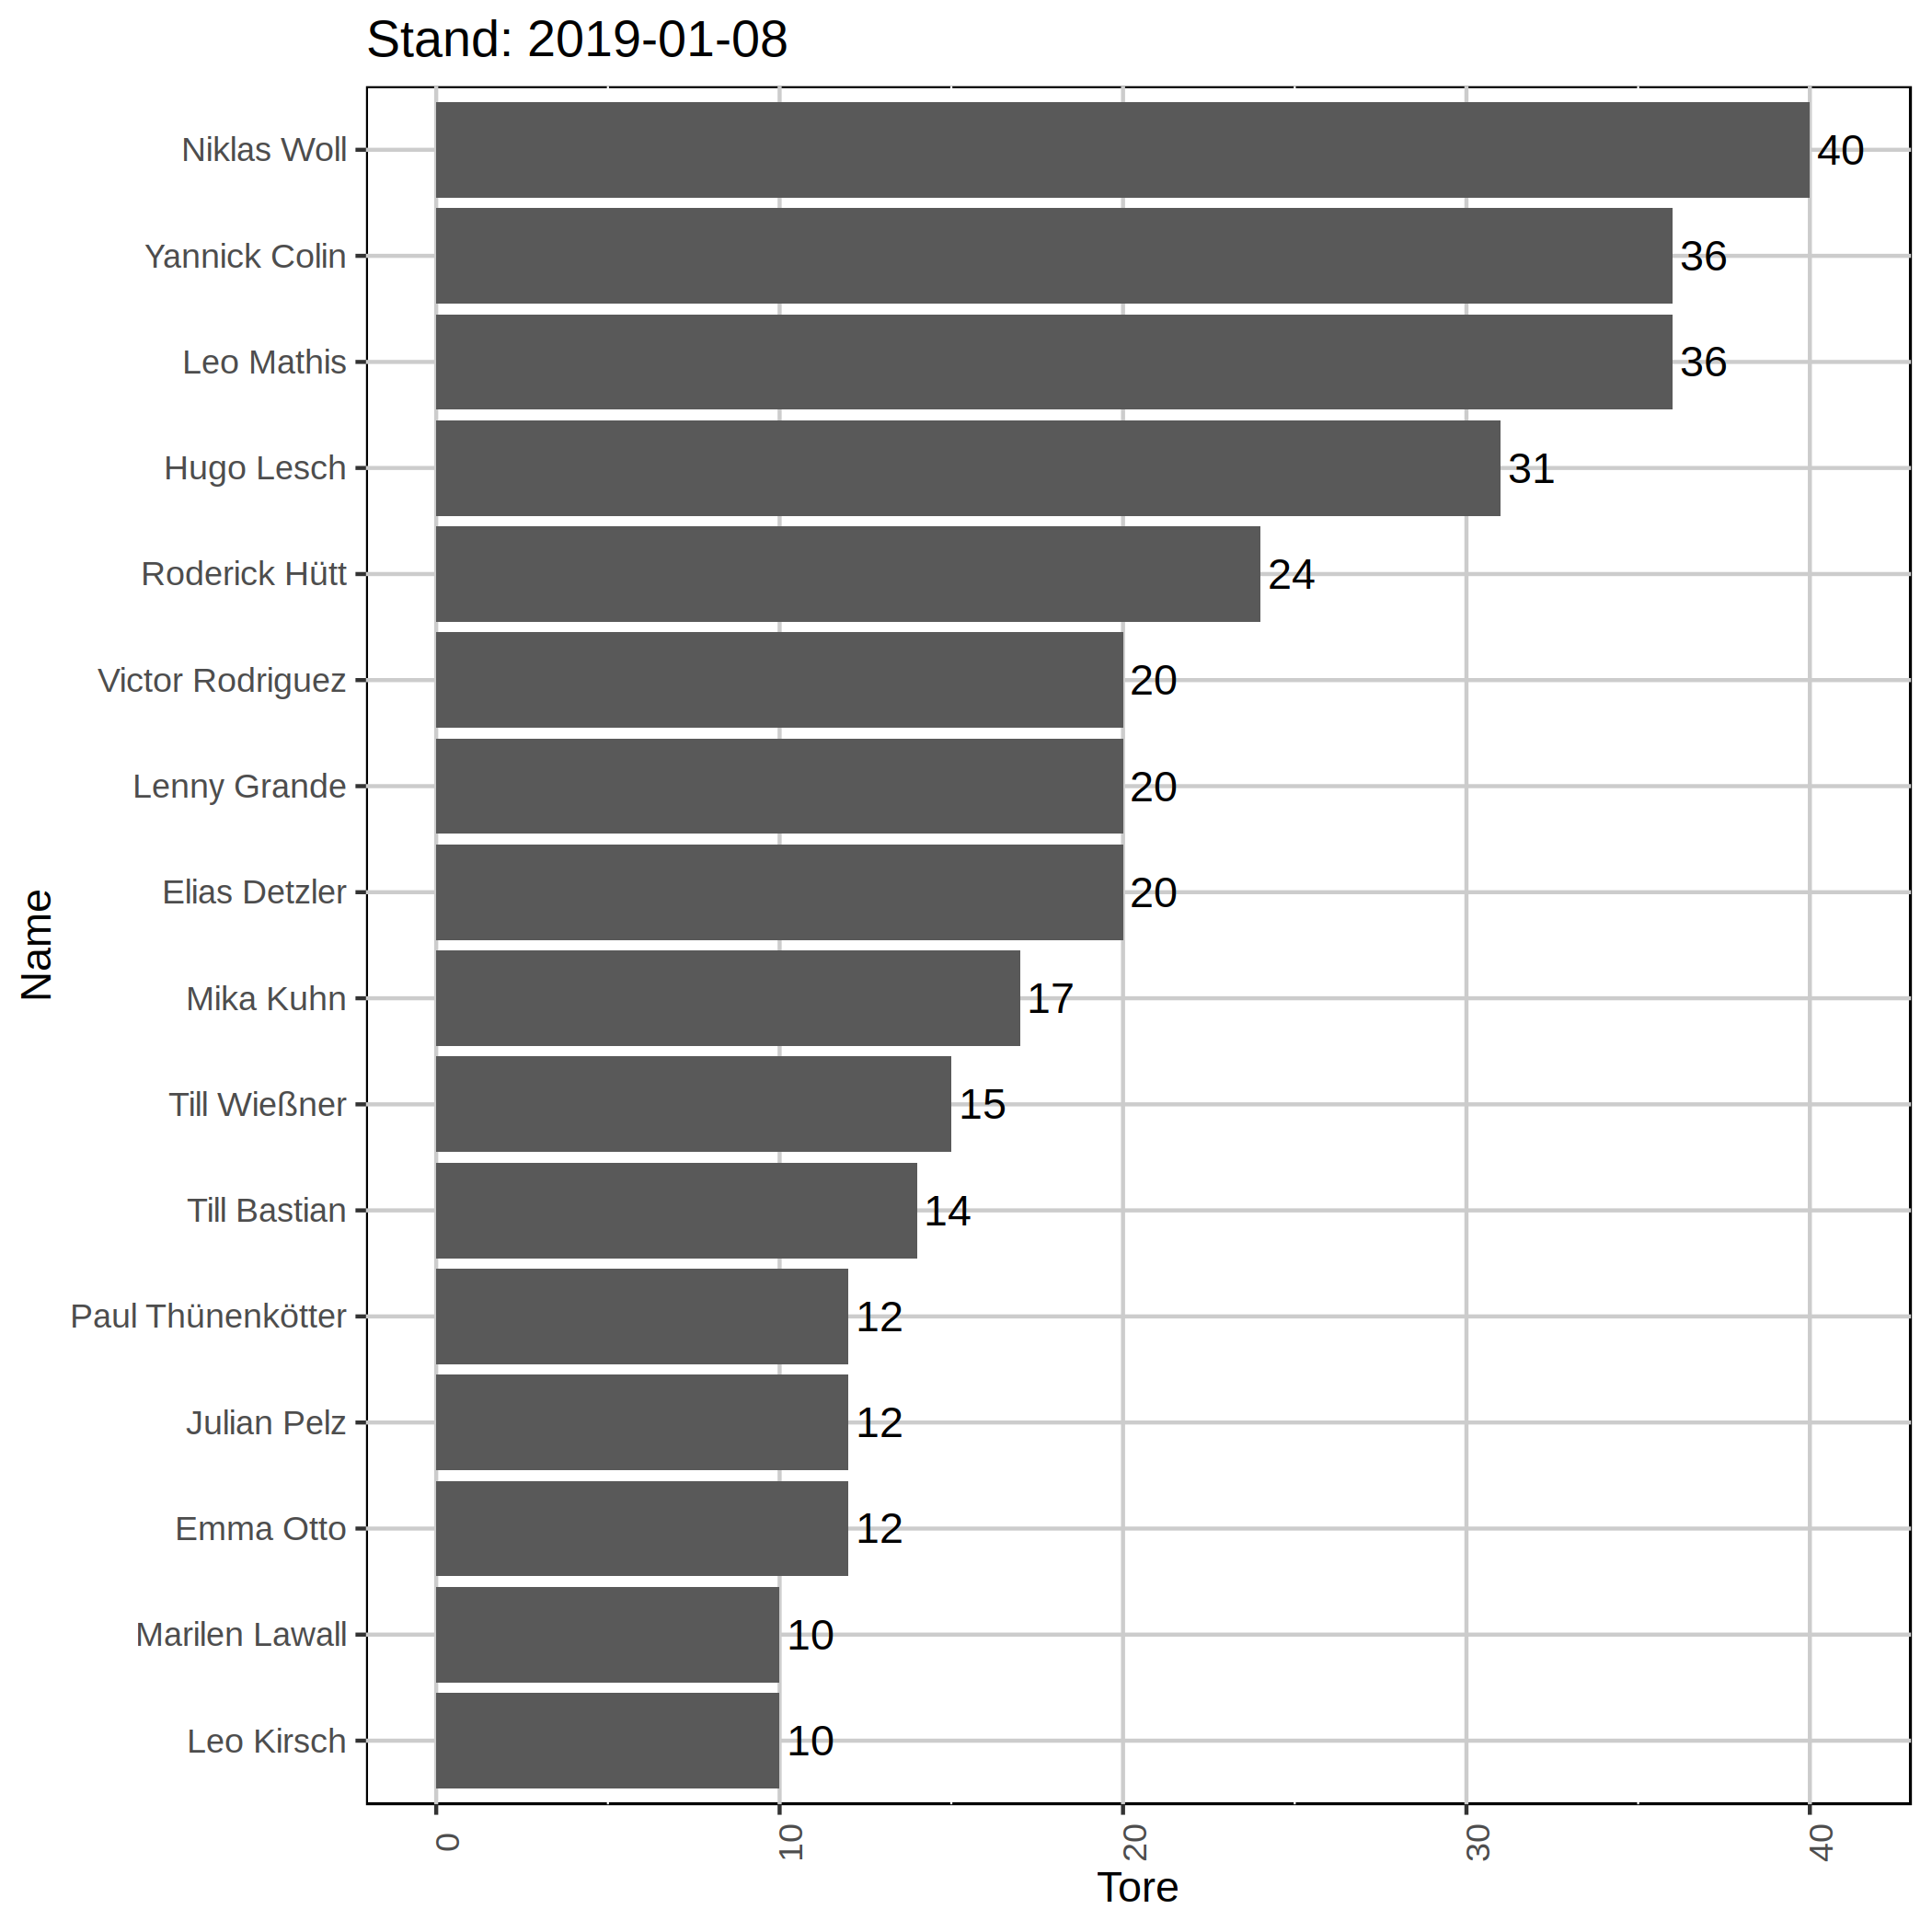 Stand: 2019-01-08
Niklas Woll 40
Yannick Colin 36
Leo Mathis 36
Hugo Lesch 31
Roderick Hütt 24
Victor Rodriguez 20
Lenny Grande 20
Elias Detzler 20
Mika Kuhn 17
Till Wießner 15
Till Bastian 14
Paul Thünenkötter 12
Julian Pelz 12
Emma Otto 12
Marilen Lawall 10
Leo Kirsch 10
Name
0 10 20 30 40
Tore